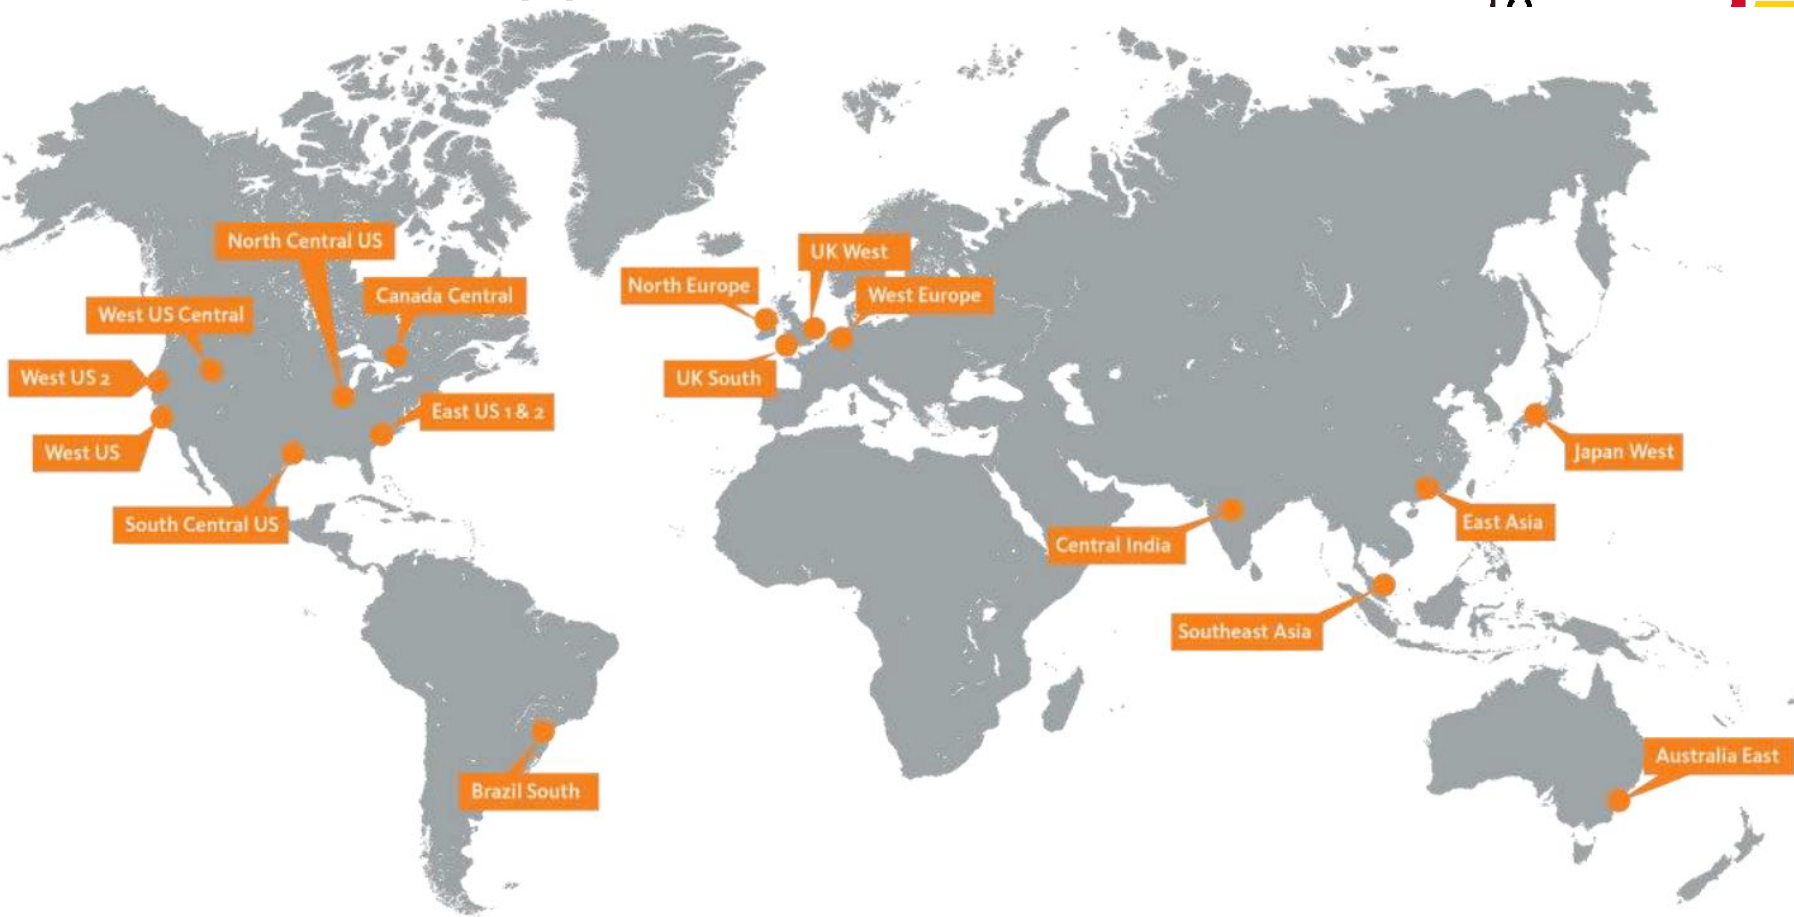 North Central US
UK West
North Europe
Canada Central
West Europe
West US Central
West US 2
UK South
East US 1 & 2
West US
Japan West
South Central US
East Asia
Central India
Southeast Asia
Australia East
Brazil South